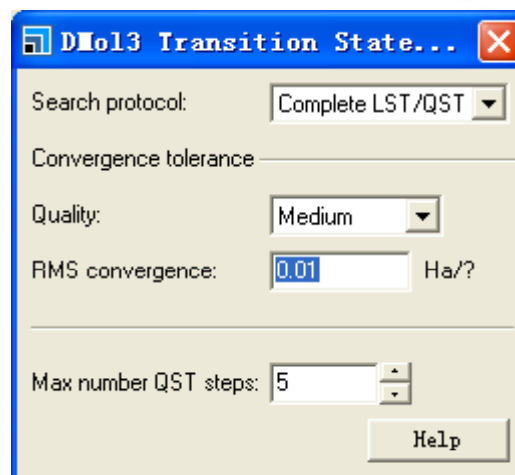 DMol3 Transition State...
Search protocol: Complete LST/QST
Convergence tolerance
Quality: Medium
RMS convergence: 0.01 Ha/?
Max number QST steps: 5
Help